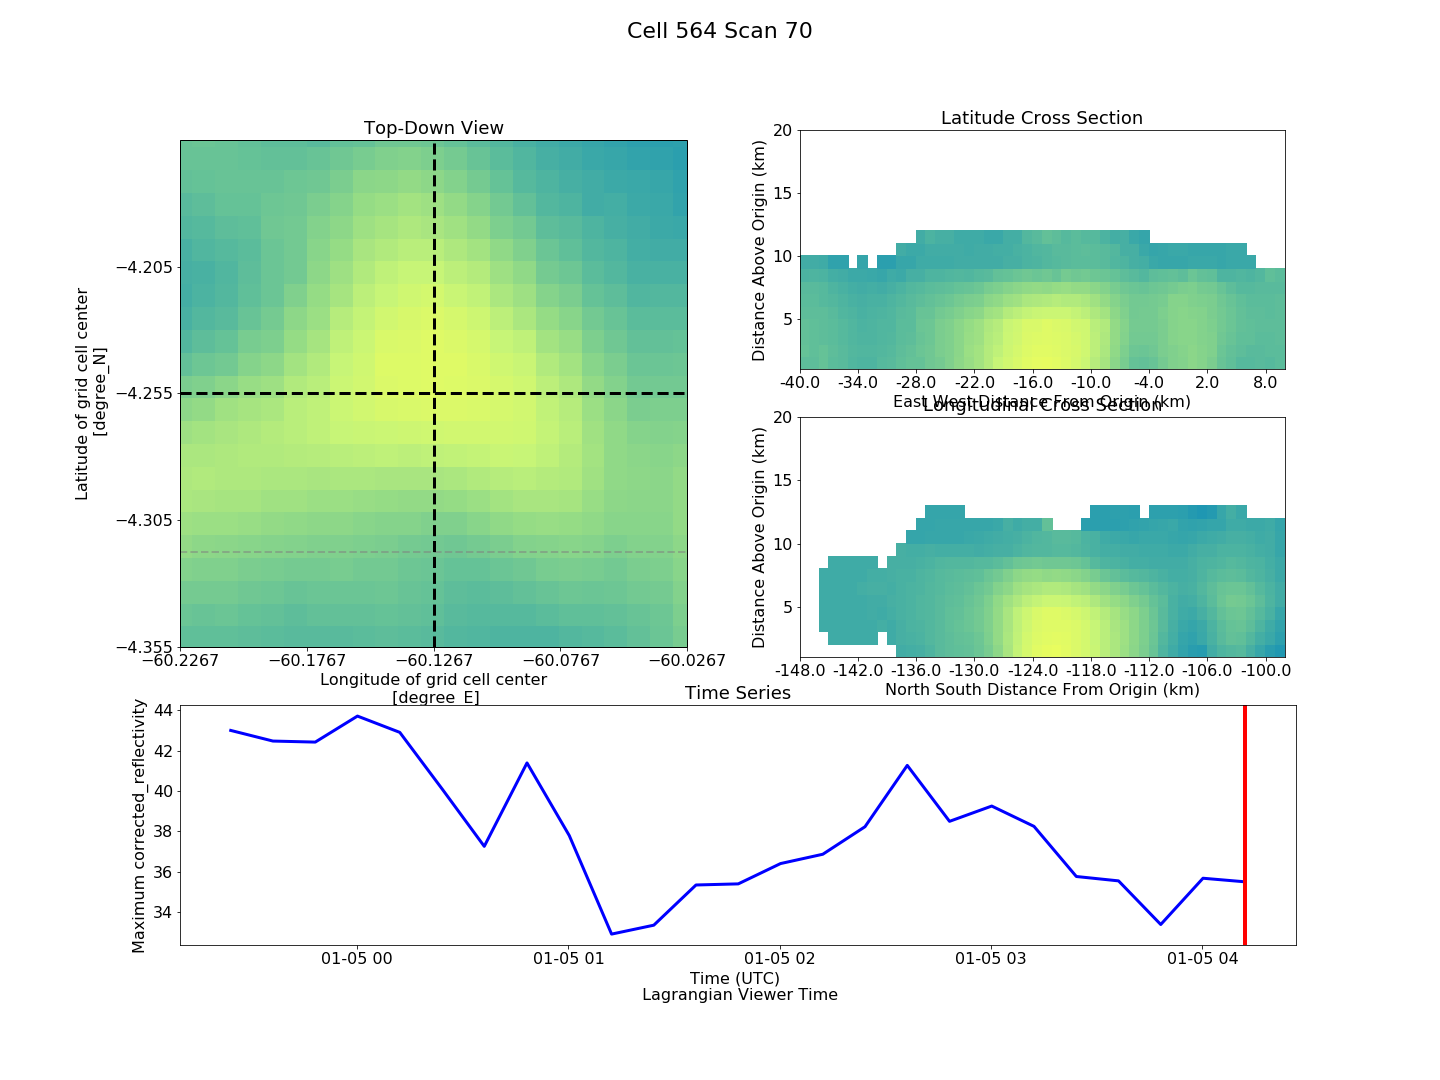 Cell 564 Scan 70
Top-Down View
−4.205
−4.255
−4.305
−4.355
Latitude of grid cell center
[degree_N]
−60.2267 −60.1767 −60.1267 −60.0767 −60.0267
Longitude of grid cell center
[degree_E]
Latitude Cross Section
20
15
10
5
Distance Above Origin (km)
-40.0 -34.0 -28.0 -22.0 -16.0 -10.0 -4.0 2.0 8.0
East West Distance From Origin (km)
Longitudinal Cross Section
20
15
10
5
Distance Above Origin (km)
-148.0 -142.0 -136.0 -130.0 -124.0 -118.0 -112.0 -106.0 -100.0
North South Distance From Origin (km)
Time Series
44
42
40
38
36
34
Maximum corrected_reflectivity
01-05 00 01-05 01 01-05 02 01-05 03 01-05 04
Time (UTC)
Lagrangian Viewer Time